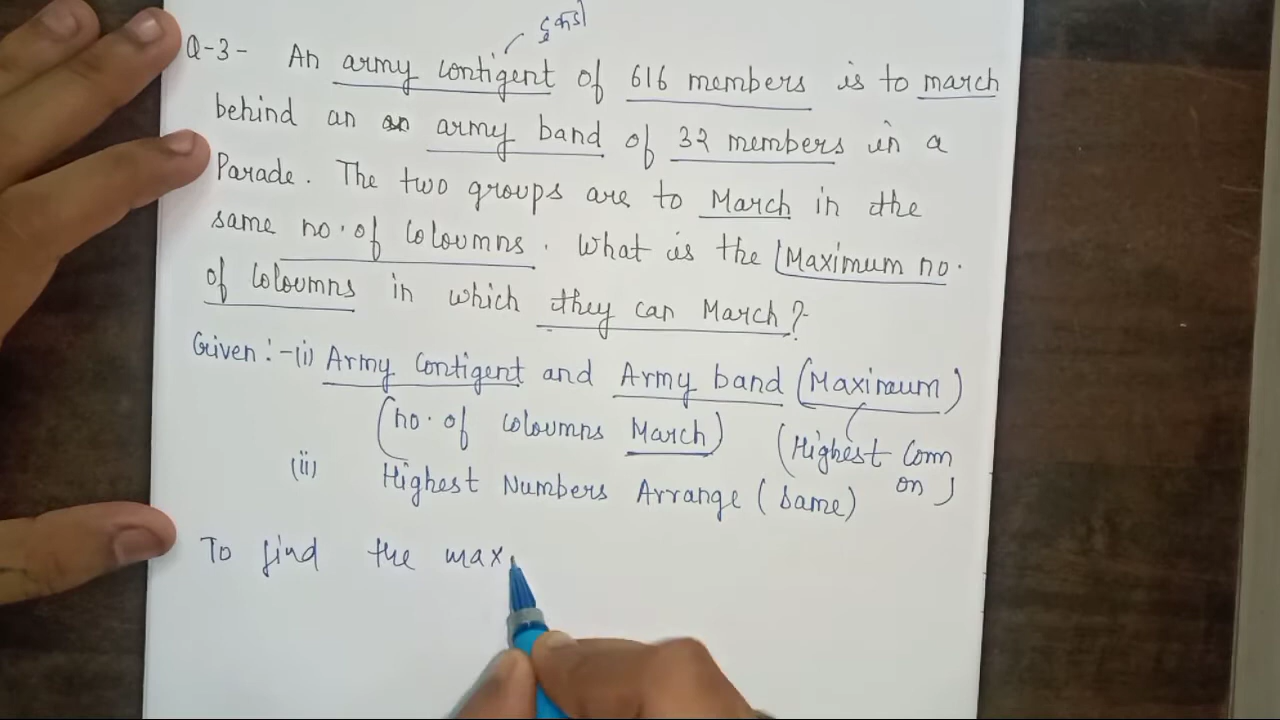 टुकड़ी
Q-3- An army contigent of 616 members is to march
behind an an army band of 32 members in a
Parade. The two groups are to March in the
same no. of Coloumns. What is the Maximum no.
of Coloumns in which they can March?
Given:-(i) Army Contigent and Army band (Maximum)
(no. of Coloumns March) (Highest Comm
on)
(ii) Highest Numbers Arrange (Same)
To find the max